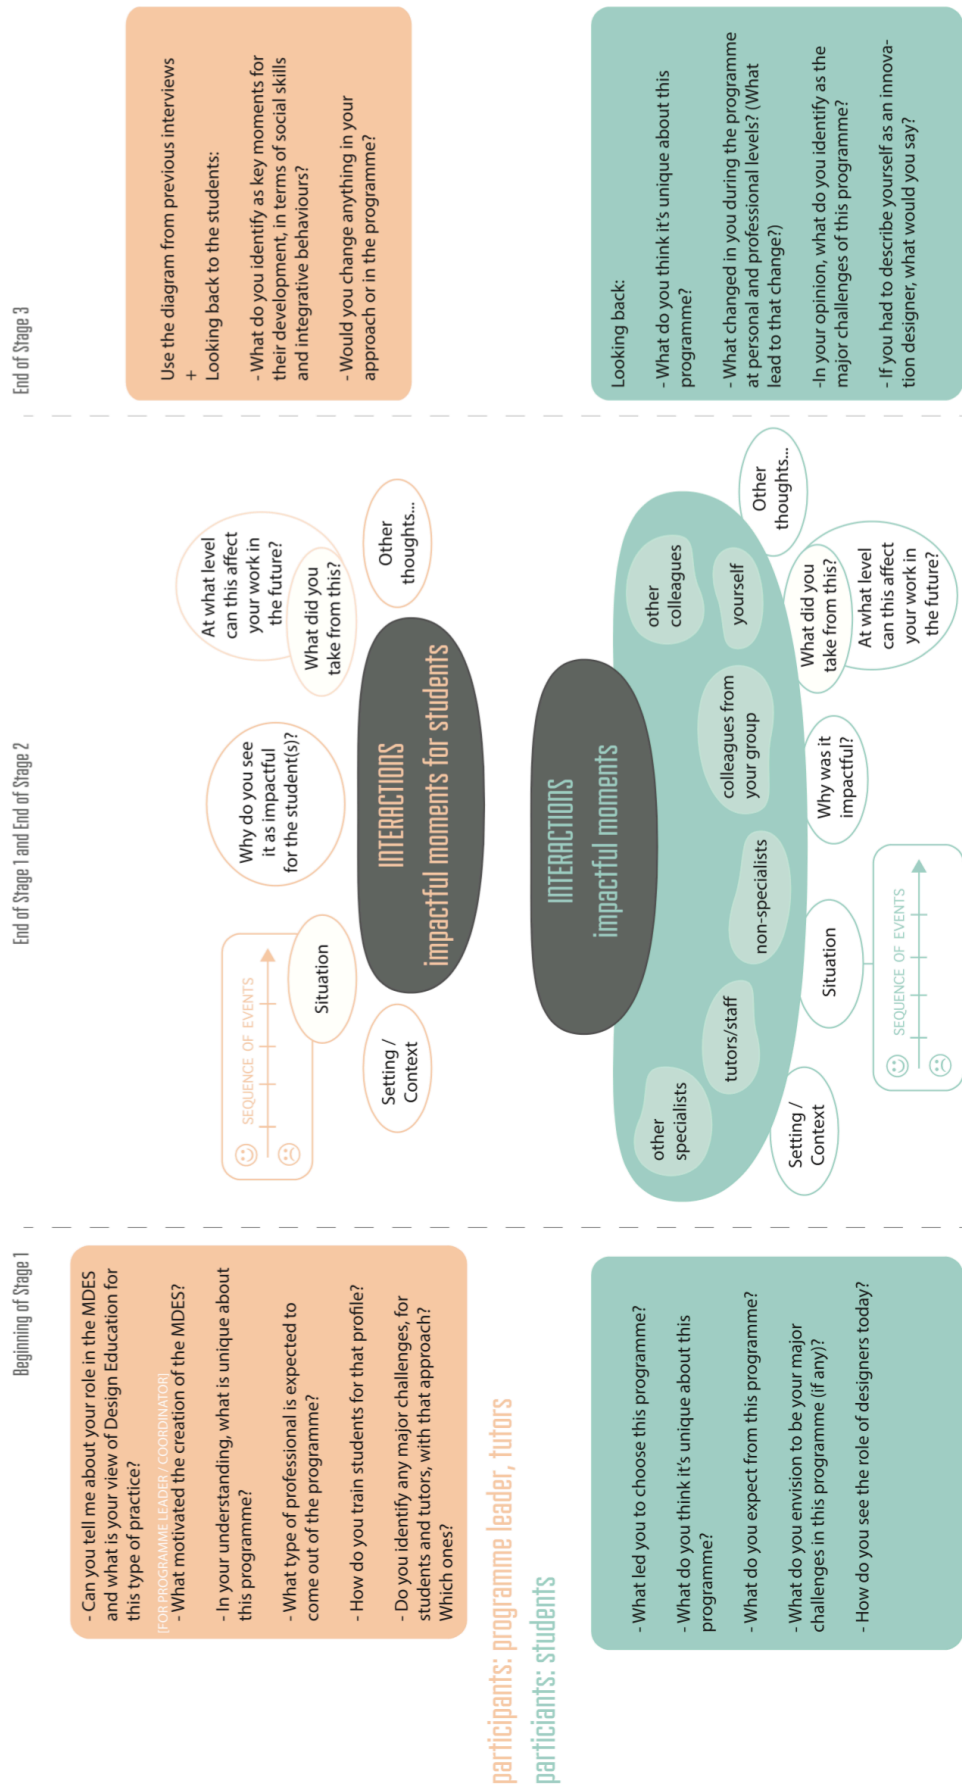 Beginning of Stage 1
- Can you tell me about your role in the MDES
and what is your view of Design Education for
this type of practice?
[FOR PROGRAMME LEADER / COORDINATOR]
- What motivated the creation of the MDES?
- In your understanding, what is unique about
this programme?
- What type of professional is expected to
come out of the programme?
- How do you train students for that profile?
- Do you identify any major challenges, for
students and tutors, with that approach?
Which ones?
participants: programme leader, tutors
particiants: students
- What led you to choose this programme?
- What do you think it's unique about this
programme?
- What do you expect from this programme?
- What do you envision to be your major
challenges in this programme (if any)?
- How do you see the role of designers today?
End of Stage 1 and End of Stage 2
SEQUENCE OF EVENTS
Situation
Setting /
Context
Why do you see
it as impactful
for the student(s)?
At what level
can this affect
your work in
the future?
What did you
take from this?
Other
thoughts...
INTERACTIONS
impactful moments for students
INTERACTIONS
impactful moments
other
specialists
tutors/staff
non-specialists
colleagues from
your group
other
colleagues
yourself
Setting /
Context
Situation
SEQUENCE OF EVENTS
Why was it
impactful?
What did you
take from this?
At what level
can this affect
your work in
the future?
Other
thoughts...
End of Stage 3
Use the diagram from previous interviews
+
Looking back to the students:
- What do you identify as key moments for
their development, in terms of social skills
and integrative behaviours?
- Would you change anything in your
approach or in the programme?
Looking back:
- What do you think it's unique about this
programme?
- What changed in you during the programme
at personal and professional levels? (What
lead to that change?)
-In your opinion, what do you identify as the
major challenges of this programme?
- If you had to describe yourself as an innova-
tion designer, what would you say?